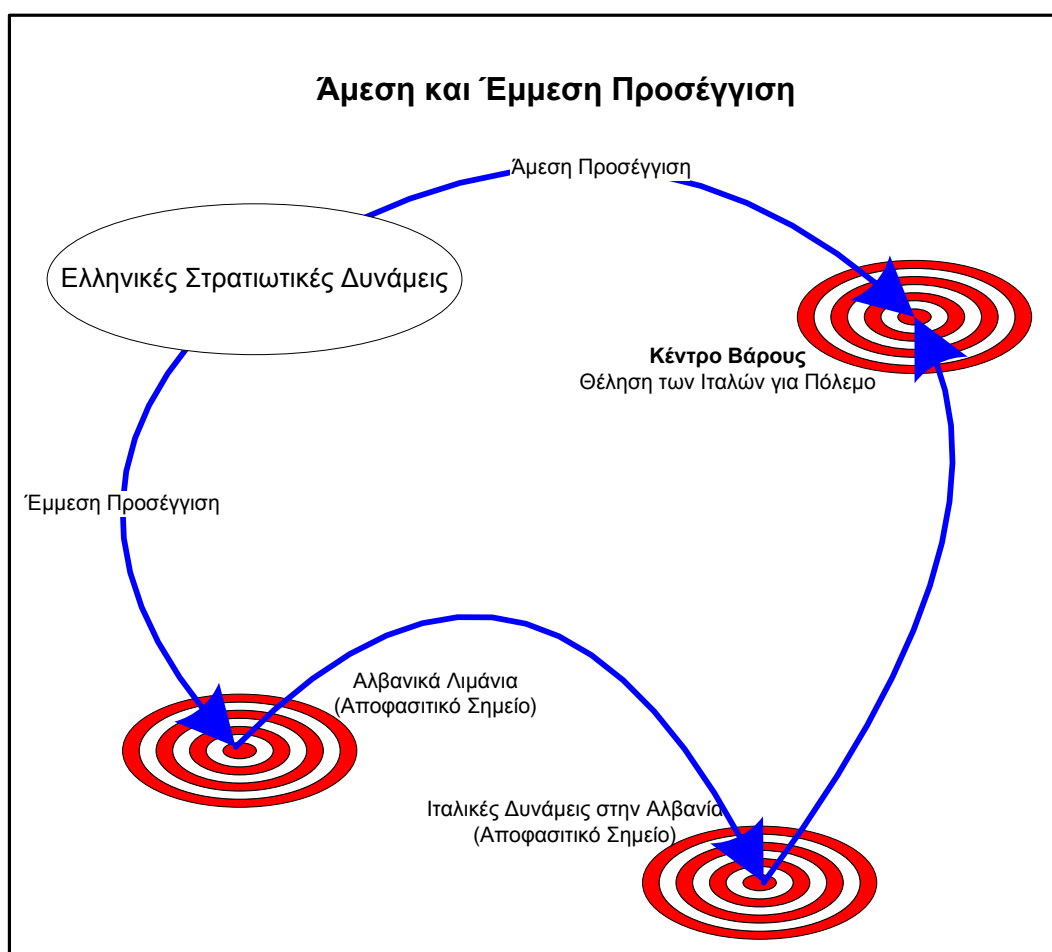 Άμεση και Έμμεση Προσέγγιση
Άμεση Προσέγγιση
Ελληνικές Στρατιωτικές Δυνάμεις
Κέντρο Βάρους
Θέληση των Ιταλών για Πόλεμο
Έμμεση Προσέγγιση
Αλβανικά Λιμάνια
(Αποφασιτικό Σημείο)
Ιταλικές Δυνάμεις στην Αλβανία
(Αποφασιτικό Σημείο)